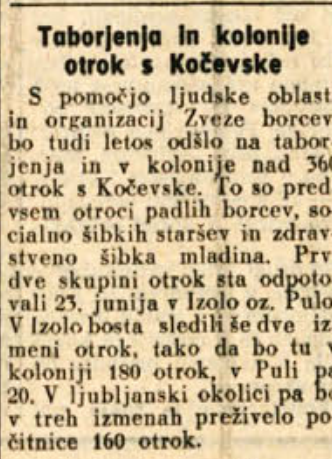 Taborjenja in kolonije
otrok s Kočevske
S pomočjo ljudske oblast
in organizacij Zveze borcev
bo tudi letos odšlo na tabor-
jenja in v kolonije nad 360
otrok s Kočevske. To so pred-
vsem otroci padlih borcev, so-
cialno šibkih staršev in zdrav-
stveno šibka mladina. Prv
dve skupini otrok sta odpoto-
vali 23. junija v Izolo oz. Pulo.
V Izolo bosta sledili še dve iz-
meni otrok, tako da bo tu v
koloniji 180 otrok, v Puli pa
20. V ljubljanski okolici pa bo
v treh izmenah preživelo po-
čitnice 160 otrok.